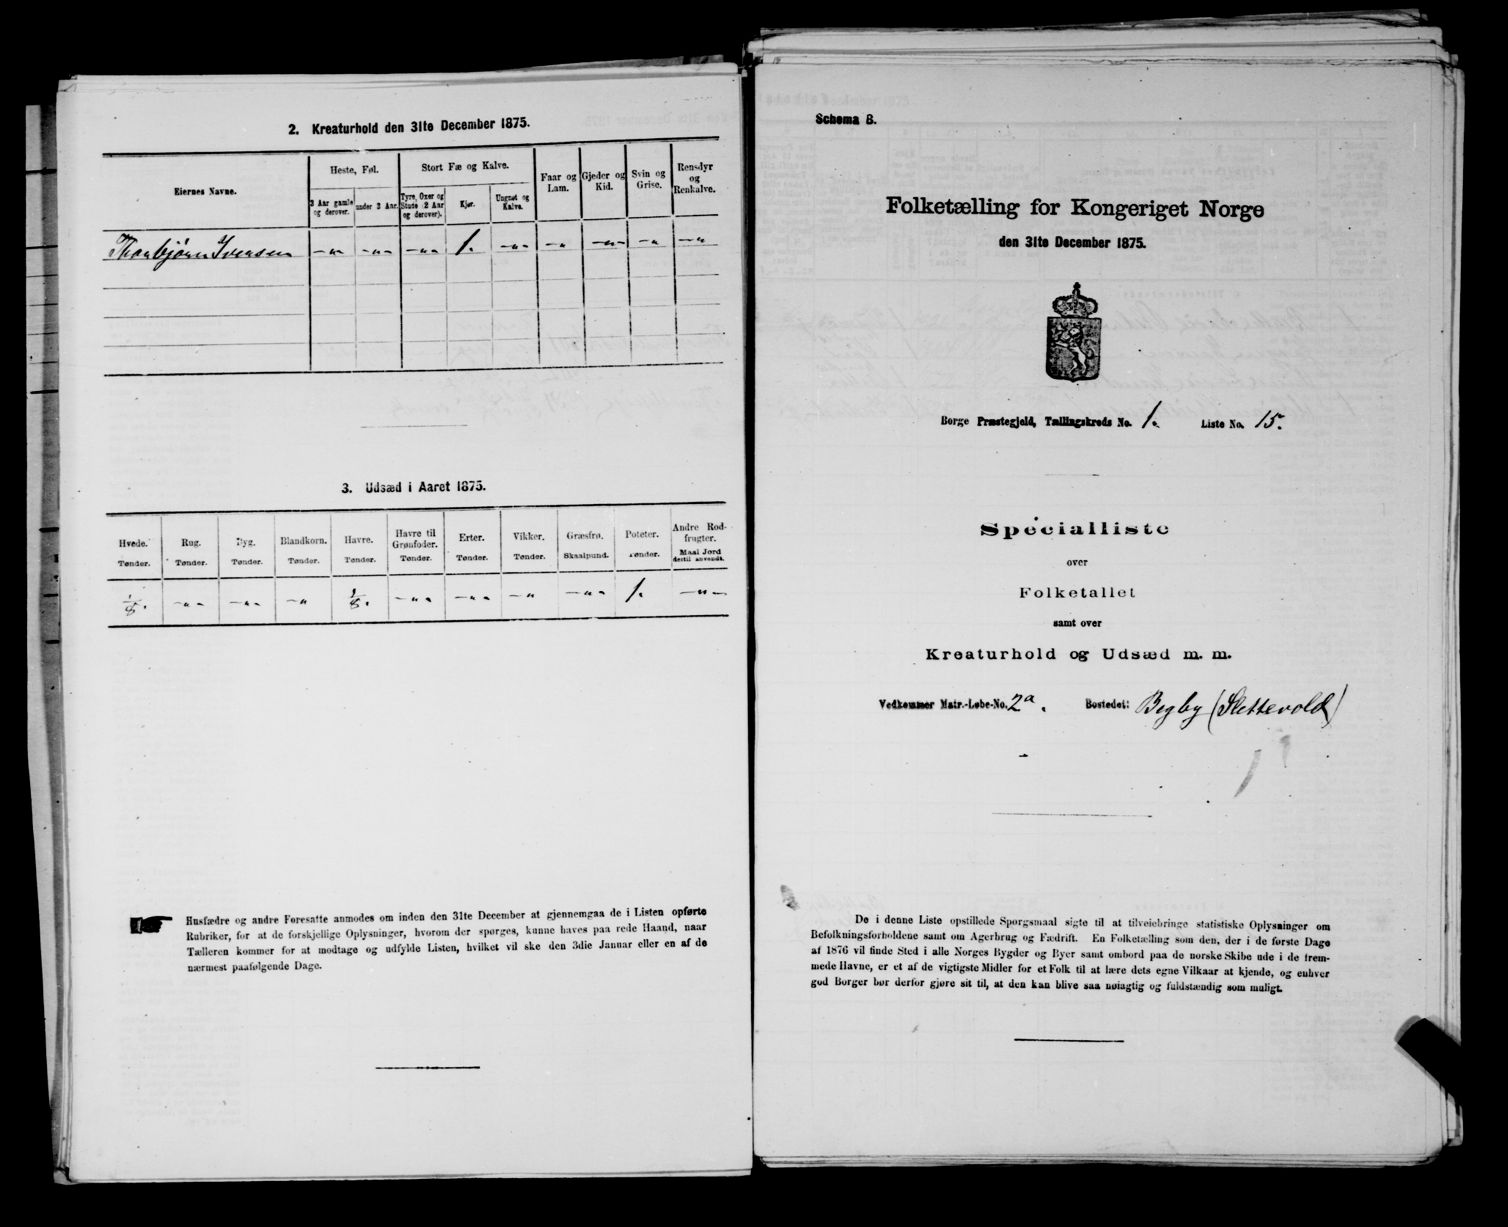 2. Kreaturhold den 31te December 1875.
Eiernes Navne.
Heste, Føl.
Stort Fæ og Kalve.
Faar og Lam.
Gjeder og Kid.
Svin og Grise.
Rensdyr og Renkalve.
3 Aar gamle og derover.
under 3 Aar.
Tyre, Oxer og Stude (2 Aar og derover).
Kjør.
Ungnøt og Kalve.
Thorbjørn Iversen -„- -„- -„- 1. -„- -„ -„- -„ -„
3. Udsæd i Aaret 1875.
Hvede. Rug. Byg. Blandkorn. Havre. Havre til Grønfoder. Erter. Vikker. Græsfrø. Poteter. Andre Rodfrugter.
Tønder. Tønder. Tønder. Tønder. Tønder. Tønder. Tønder. Tønder. Skaalpund. Tønder. Maal Jord dertil anvendt.
1/8. -„- -„- -„ 1/8. -„- -„- -„ -„- 1. -„-
Husfædre og andre Foresatte anmodes om inden den 31te December at gjennemgaa de i Listen opførte
Rubriker, for at de forskjellige Oplysninger, hvorom der spørges, kunne haves paa rede Haand, naar
Tælleren kommer for at modtage og udfylde Listen, hvilket vil ske den 3die Januar eller en af de
nærmest paafølgende Dage.
Schema B.
Folketælling for Kongeriget Norge
den 31te December 1875.
Borge Præstegjeld, Tællingskreds No. 1. Liste No. 15.
Specialliste
over
Folketallet
samt over
Kreaturhold og Udsæd m. m.
Vedkommer Matr.-Løbe-No. 2a. Bostedet: Begby (Slettevold)
De i denne Liste opstillede Spørgsmaal sigte til at tilveiebringe statistiske Oplysninger om
Befolkningsforholdene samt om Agerbrug og Fædrift. En Folketælling som den, der i de første Dage
af 1876 vil finde Sted i alle Norges Bygder og Byer samt ombord paa de norske Skibe ude i de frem-
mede Havne, er et af de vigtigste Midler for et Folk til at lære dets egne Vilkaar at kjende, og enhver
god Borger bør derfor gjøre sit til, at den kan blive saa nøiagtig og fuldstændig som muligt.